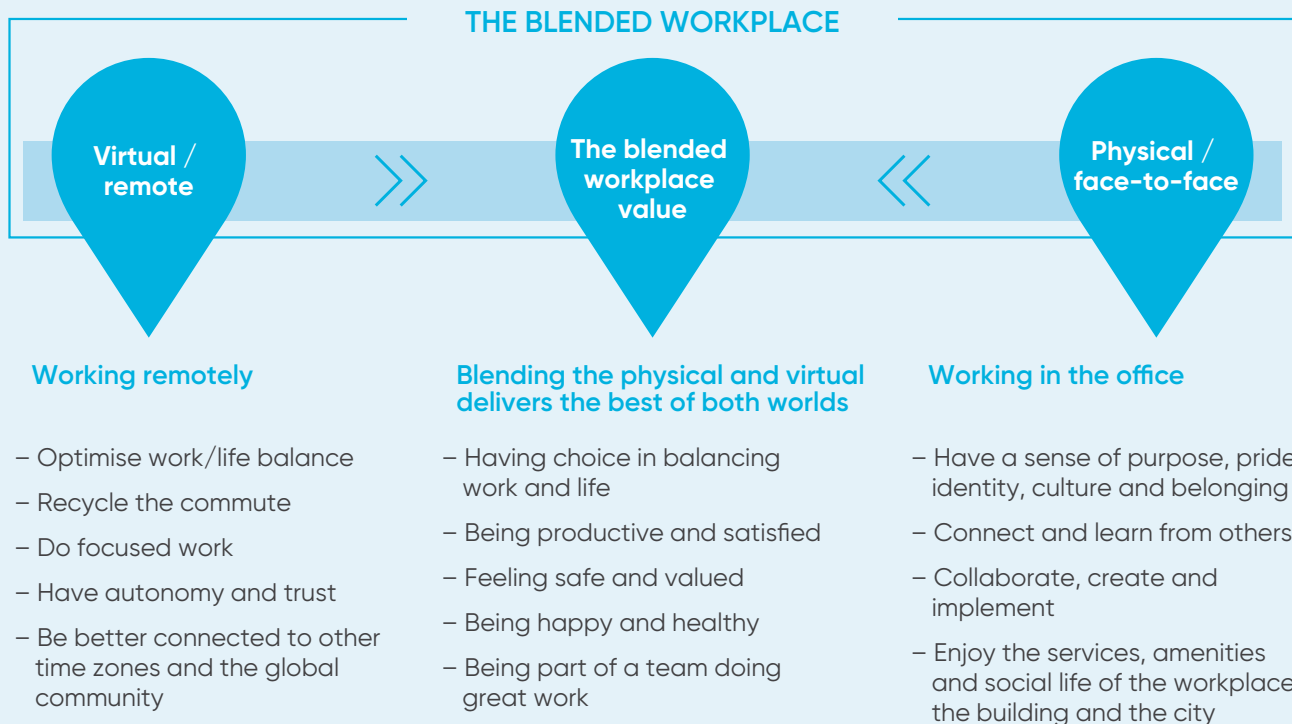 THE BLENDED WORKPLACE
Virtual /
remote
The blended
workplace
value
Physical /
face-to-face
Working remotely
– Optimise work/life balance
– Recycle the commute
– Do focused work
– Have autonomy and trust
– Be better connected to other
time zones and the global
community
Blending the physical and virtual
delivers the best of both worlds
– Having choice in balancing
work and life
– Being productive and satisfied
– Feeling safe and valued
– Being happy and healthy
– Being part of a team doing
great work
Working in the office
– Have a sense of purpose, pride
identity, culture and belonging
– Connect and learn from others
– Collaborate, create and
implement
– Enjoy the services, amenities
and social life of the workplace
the building and the city